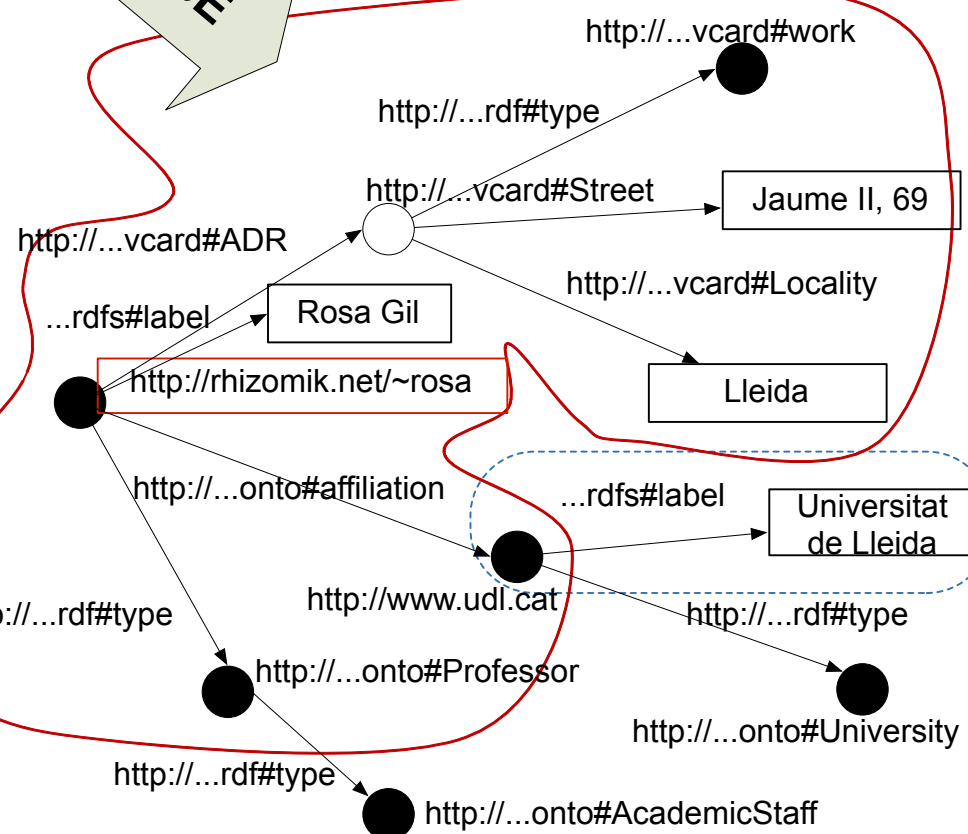 http://...vcard#work
http://...rdf#type
http://...vcard#Street
Jaume II, 69
http://...vcard#ADR
http://...vcard#Locality
...rdfs#label
Rosa Gil
http://rhizomik.net/~rosa
Lleida
http://...onto#affiliation
...rdfs#label
Universitat
de Lleida
http://www.udl.cat
://...rdf#type
http://...rdf#type
http://...onto#Professor
http://...onto#University
http://...rdf#type
http://...onto#AcademicStaff